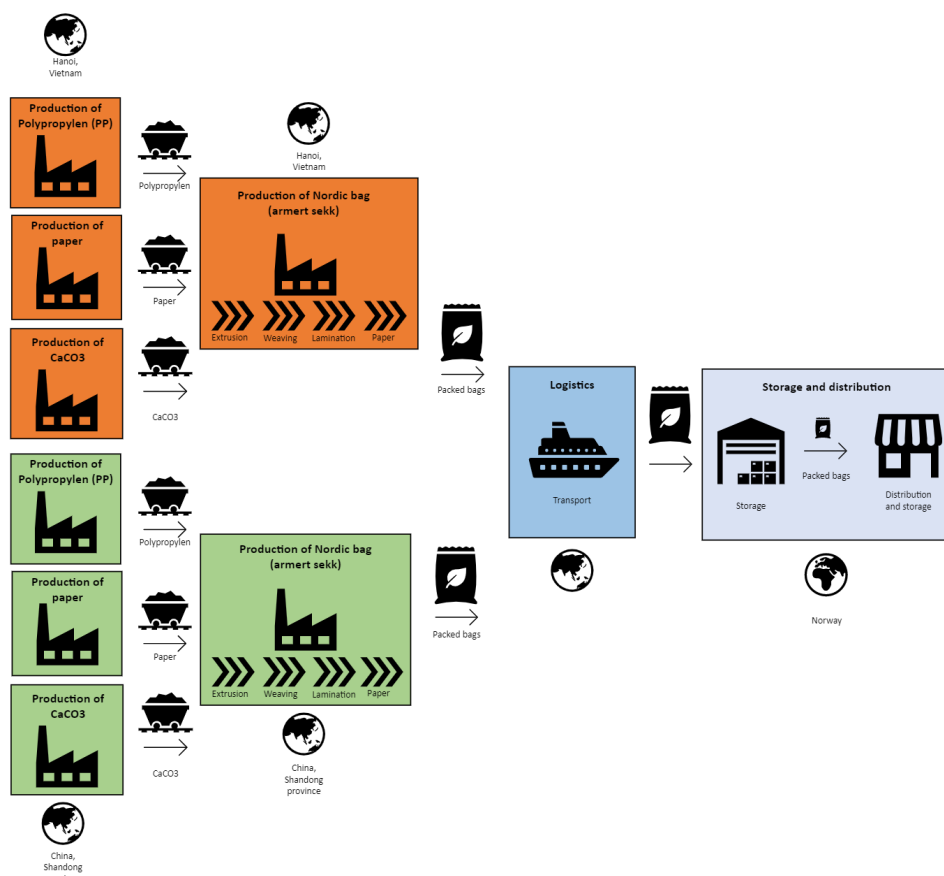 Hanoi,
Vietnam
Production of
Polypropylen (PP)
Polypropylen
Production of
paper
Paper
Production of
CaCO3
CaCO3
Hanoi,
Vietnam
Production of Nordic bag
(armert sekk)
Extrusion
Weaving
Lamination
Paper
Packed bags
Production of
Polypropylen (PP)
Polypropylen
Production of
paper
Paper
Production of
CaCO3
CaCO3
China,
Shandong
Production of Nordic bag
(armert sekk)
Extrusion
Weaving
Lamination
Paper
China,
Shandong
province
Packed bags
Logistics
Transport
Storage and distribution
Storage
Packed bags
Distribution
and storage
Norway